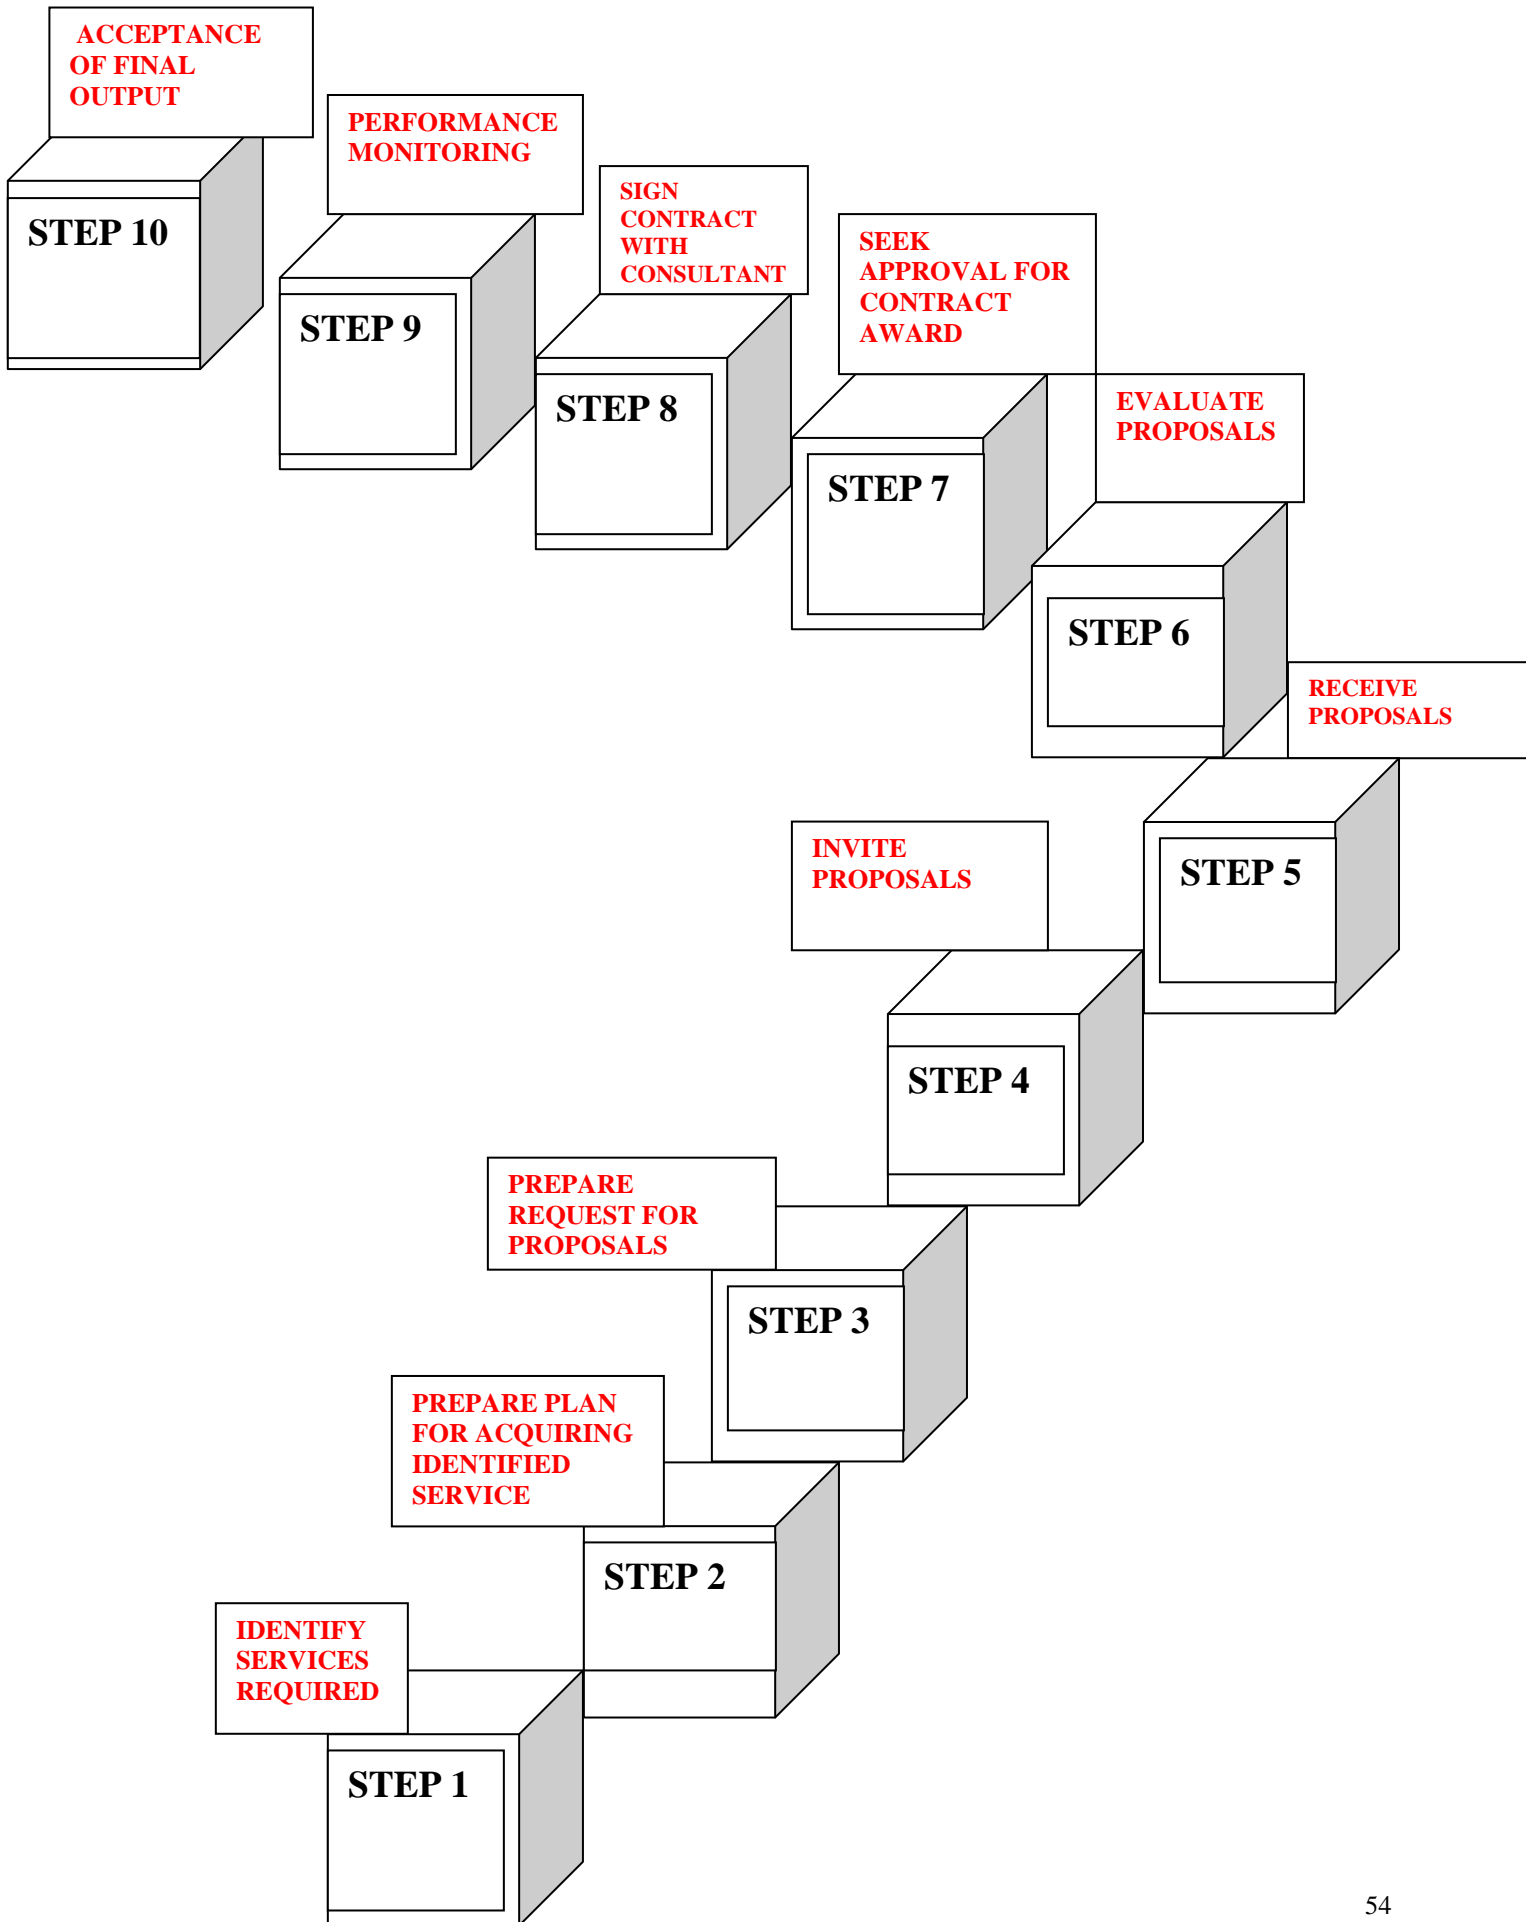 ACCEPTANCE
OF FINAL
OUTPUT
STEP 10
PERFORMANCE
MONITORING
STEP 9
SIGN
CONTRACT
WITH
CONSULTANT
STEP 8
SEEK
APPROVAL FOR
CONTRACT
AWARD
STEP 7
EVALUATE
PROPOSALS
STEP 6
RECEIVE
PROPOSALS
STEP 5
INVITE
PROPOSALS
STEP 4
PREPARE
REQUEST FOR
PROPOSALS
STEP 3
PREPARE PLAN
FOR ACQUIRING
IDENTIFIED
SERVICE
STEP 2
IDENTIFY
SERVICES
REQUIRED
STEP 1
54